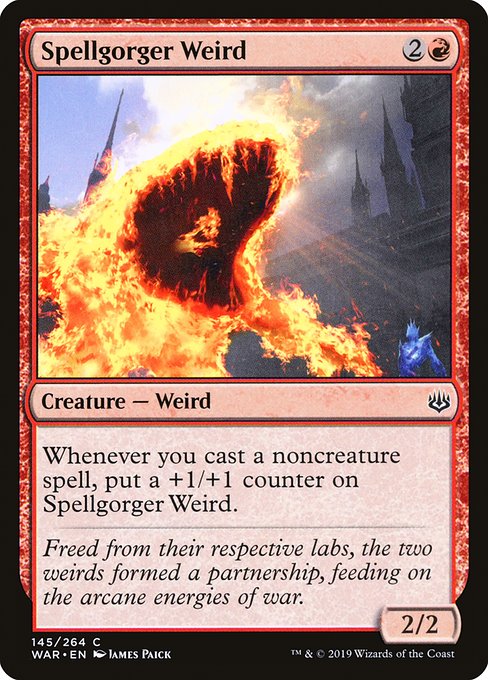 Spellgorger Weird 2
Creature — Weird
Whenever you cast a noncreature
spell, put a +1/+1 counter on
Spellgorger Weird.
Freed from their respective labs, the two
weirds formed a partnership, feeding on
the arcane energies of war.
2/2
145/264 C
WAR • EN James Paick ™ & © 2019 Wizards of the Coast